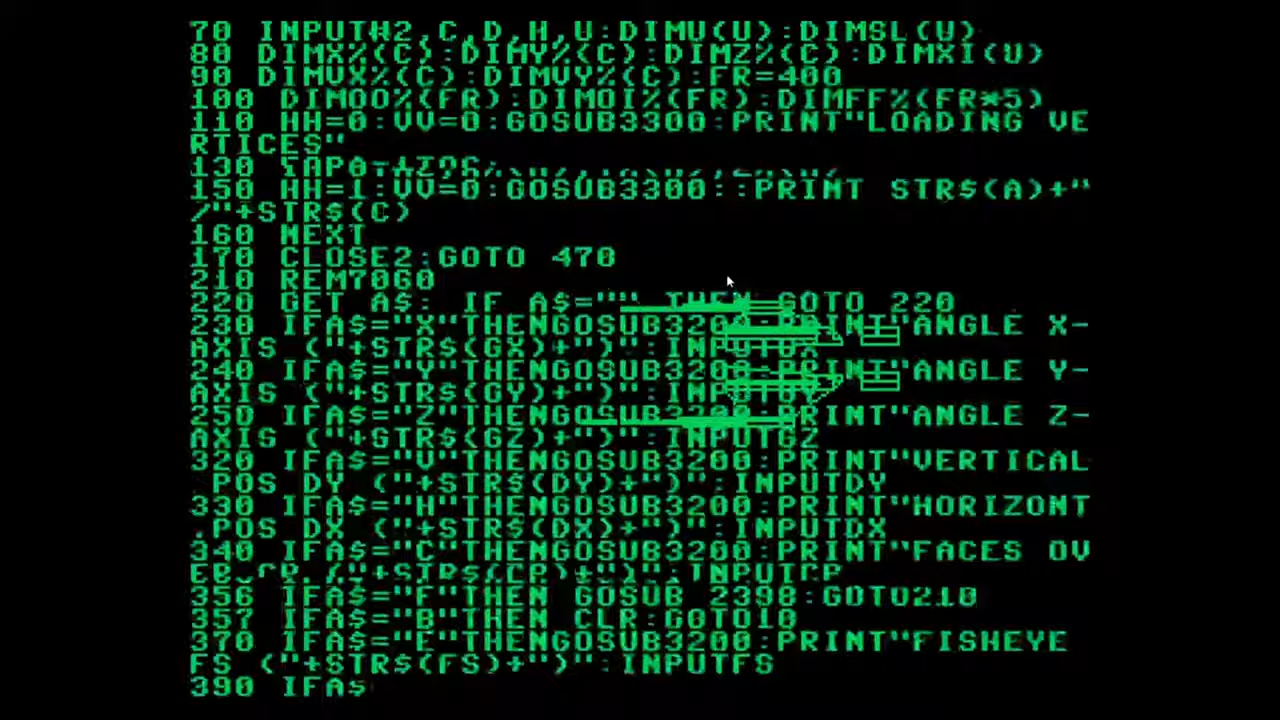 70 INPUT#2,C,D,H,U:DIMU(U):DIMSL(U)
80 DIMX%(C):DIMY%(C):DIMZ%(C):DIMXI(U)
90 DIMVX%(C):DIMVY%(C):FR=400
100 DIMOO%(FR):DIMOI%(FR):DIMFF%(FR*5)
110 HH=0:VV=0:GOSUB3300:PRINT"LOADING VE
RTICES"
130
150 HH=1:VV=0:GOSUB3300::PRINT STR$(A)+"
/"+STR$(C)
160 NEXT
170 CLOSE2:GOTO 470
210 REM7060
220 GET A$: IF A$="" THEN GOTO 220
230 IFA$="X"THENGOSUB3200:PRINT"ANGLE X-
AXIS ("+STR$(GX)+")":INPUTGX
240 IFA$="Y"THENGOSUB3200:PRINT"ANGLE Y-
AXIS ("+STR$(GY)+")":INPUTGY
250 IFA$="Z"THENGOSUB3200:PRINT"ANGLE Z-
AXIS ("+STR$(GZ)+")":INPUTGZ
320 IFA$="V"THENGOSUB3200:PRINT"VERTICAL
POS DY ("+STR$(DY)+")":INPUTDY
330 IFA$="H"THENGOSUB3200:PRINT"HORIZONT
.POS DX ("+STR$(DX)+")":INPUTDX
340 IFA$="C"THENGOSUB3200:PRINT"FACES OV
356 IFA$="F"THEN GOSUB 2390:GOTO210
357 IFA$="B"THEN CLR:GOTO10
370 IFA$="E"THENGOSUB3200:PRINT"FISHEYE
FS ("+STR$(FS)+")":INPUTFS
390 IFA$